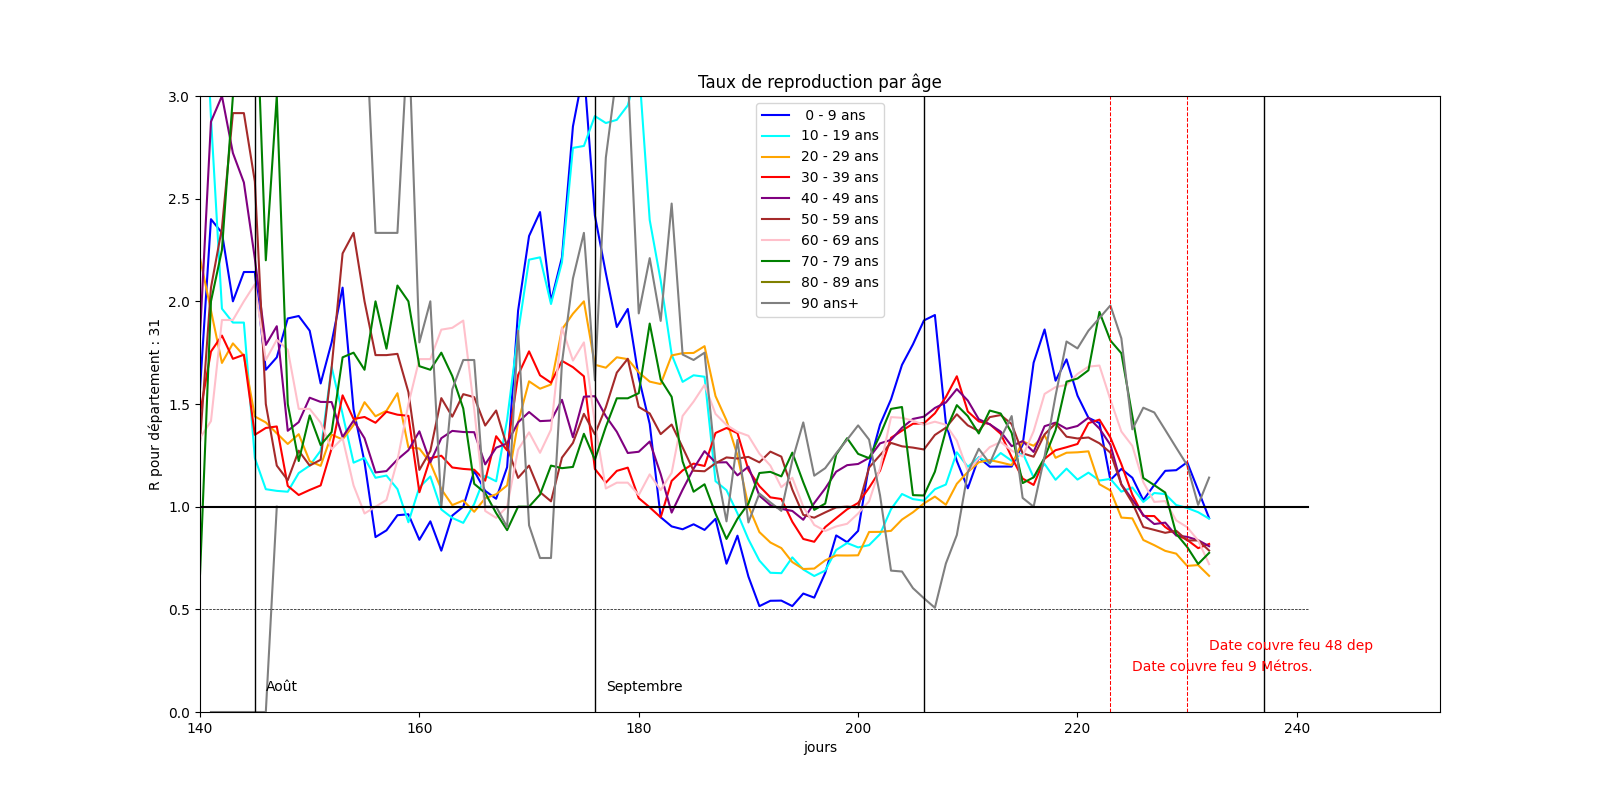 Taux de reproduction par âge
R pour département : 31
3.0
2.5
2.0
1.5
1.0
0.5
0.0
0 - 9 ans
10 - 19 ans
20 - 29 ans
30 - 39 ans
40 - 49 ans
50 - 59 ans
60 - 69 ans
70 - 79 ans
80 - 89 ans
90 ans+
Date couvre feu 48 dep
Date couvre feu 9 Métros.
Août
Septembre
140
160
180
200
220
240
jours